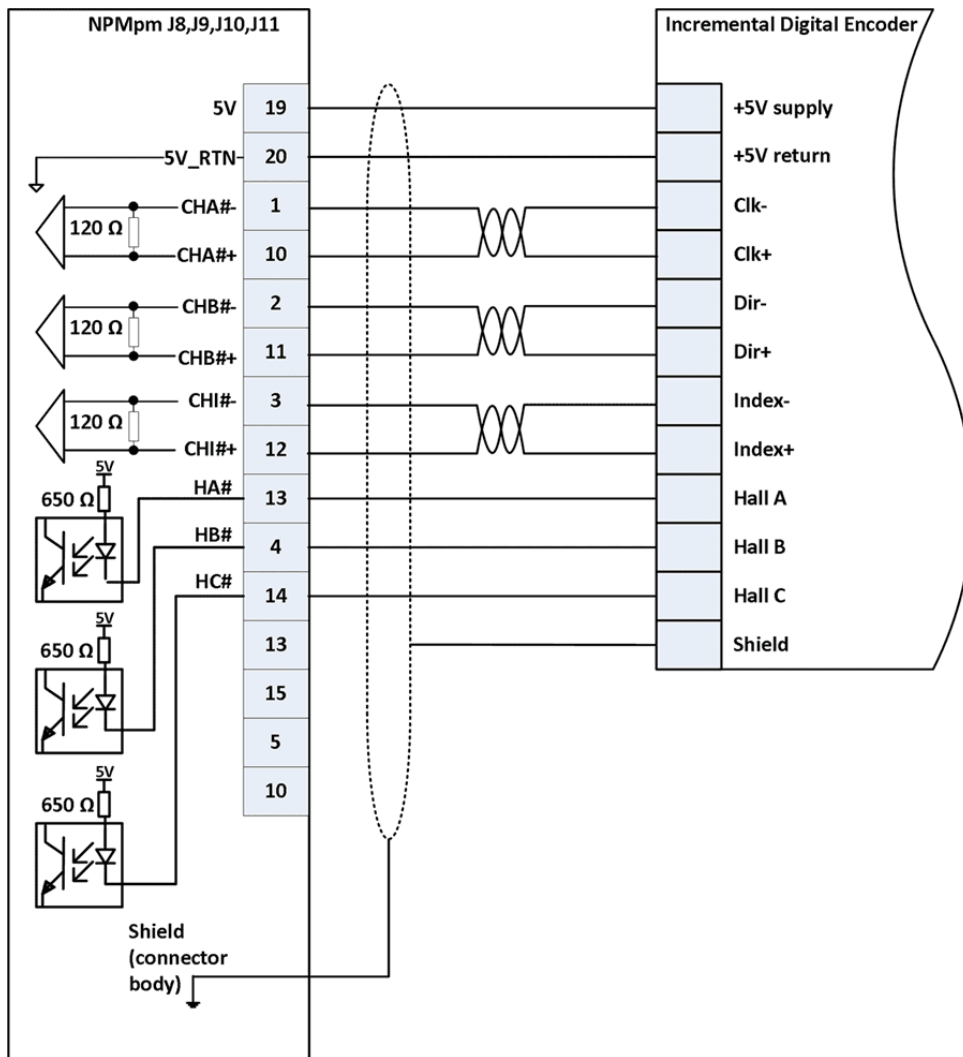 NPMpm J8,J9,J10,J11
Incremental Digital Encoder
5V 19 +5V supply
5V_RTN 20 +5V return
CHA#- 1 Clk-
120 Ω
CHA#+ 10 Clk+
CHB#- 2 Dir-
120 Ω
CHB#+ 11 Dir+
CHI#- 3 Index-
120 Ω
CHI#+ 12 Index+
5V
650 Ω
HA# 13 Hall A
HB# 4 Hall B
HC# 14 Hall C
5V
650 Ω
13 Shield
15
5
5V
10
650 Ω
Shield
(connector
body)